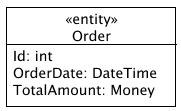 «entity»
Order
Id: int
OrderDate: DateTime
TotalAmount: Money